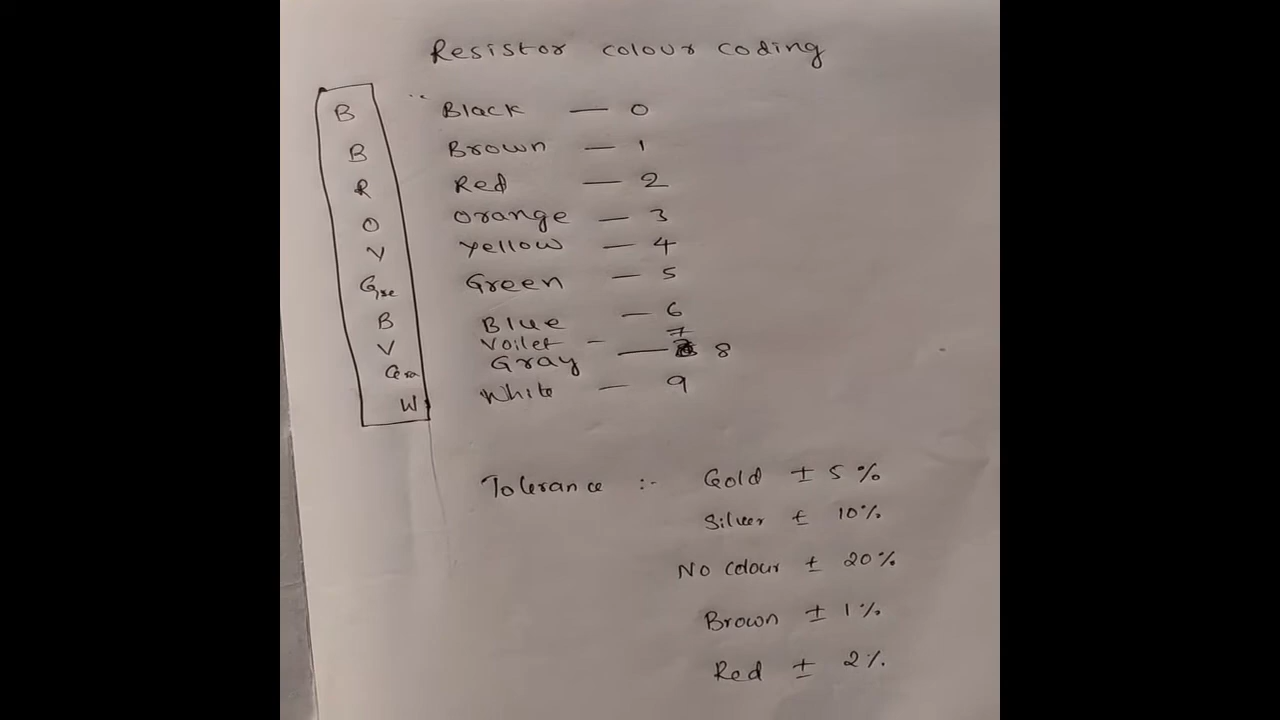 Resistor colour coding
B Black — 0
B Brown — 1
R Red — 2
O Orange — 3
Y Yellow — 4
Gre Green — 5
B Blue — 6
V Voilet - 7
Gra Gray — 8
W White — 9
Tolerance :- Gold ± 5%
Silver ± 10%
No colour ± 20%
Brown ± 1%
Red ± 2%